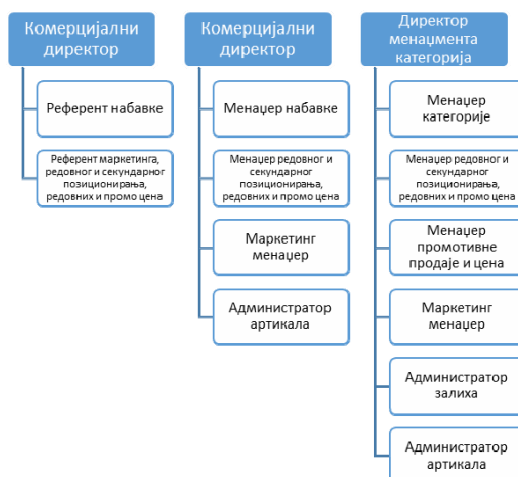 Комерцијални
директор
Референт набавке
Референт маркетинга,
редовног и секундарног
позиционирања,
редовних и промо цена
Комерцијални
директор
Менаџер набавке
Менаџер редовног и
секундарног
позиционирања,
редовних и промо цена
Маркетинг
менаџер
Администратор
артикала
Директор
менаџмента
категорија
Менаџер
категорије
Менаџер редовног и
секундарног
позиционирања,
редовних и промо цена
Менаџер
промотивне
продаје и цена
Маркетинг
менаџер
Администратор
залиха
Администратор
артикала